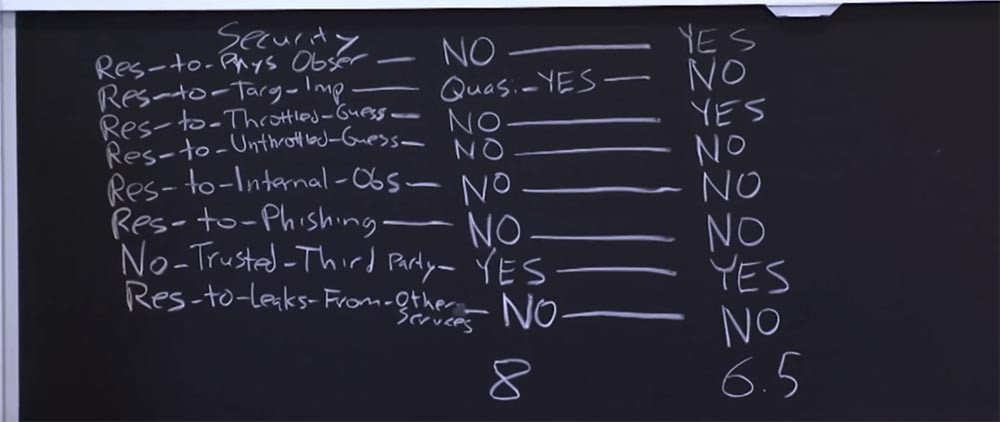 Security
Res-to-Phys Obser — NO — YES
Res-to-Targ-Imp — Quasi-YES — NO
Res-to-Throttled-Guess — NO — YES
Res-to-Unthrottled-Guess — NO — NO
Res-to-Internal-Obs — NO — NO
Res-to-Phishing — NO — NO
No-Trusted-Third Party — YES — YES
Res-to-Leaks-From-Other Services — NO — NO
8 6.5